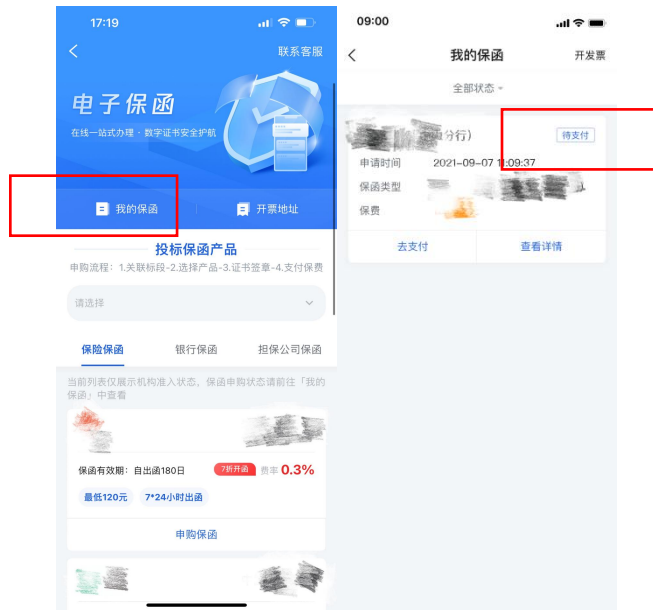 17:19
联系客服
电子保函
在线一站式办理·数字证书安全护航
我的保函
开票地址
投标保函产品
申购流程：1.关联标段-2.选择产品-3.证书签章-4.支付保费
请选择
保险保函 银行保函 担保公司保函
当前列表仅展示机构准入状态，保函申购状态请前往「我的
保函」中查看
保函有效期：自出函180日 7折开函 费率 0.3%
最低120元 7*24小时出函
申购保函
09:00
我的保函 开发票
全部状态
分行） 待支付
申请时间 2021-09-07 11:09:37
保函类型
保费
去支付 查看详情